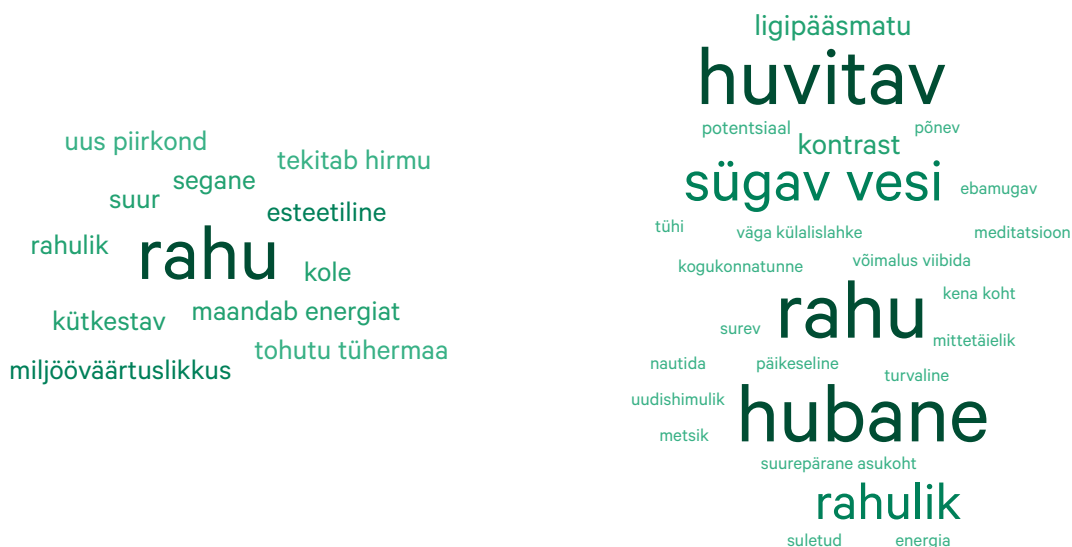 uus piirkond
tekitab hirmu
segane
suur
esteetiline
rahulik
rahu
kole
kütkestav
maandab energiat
tohutu tühermaa
miljööväärtuslikkus
ligipääsmatu
huvitav
potentsiaal
põnev
kontrast
sügav vesi
ebamugav
tühi
väga külalislahke
meditatsioon
kogukonnatunne
võimalus viibida
rahu
kena koht
surev
mittetäielik
nautida
päikeseline
turvaline
uudishimulik
hubane
metsik
suurepärane asukoht
rahulik
suletud
energia